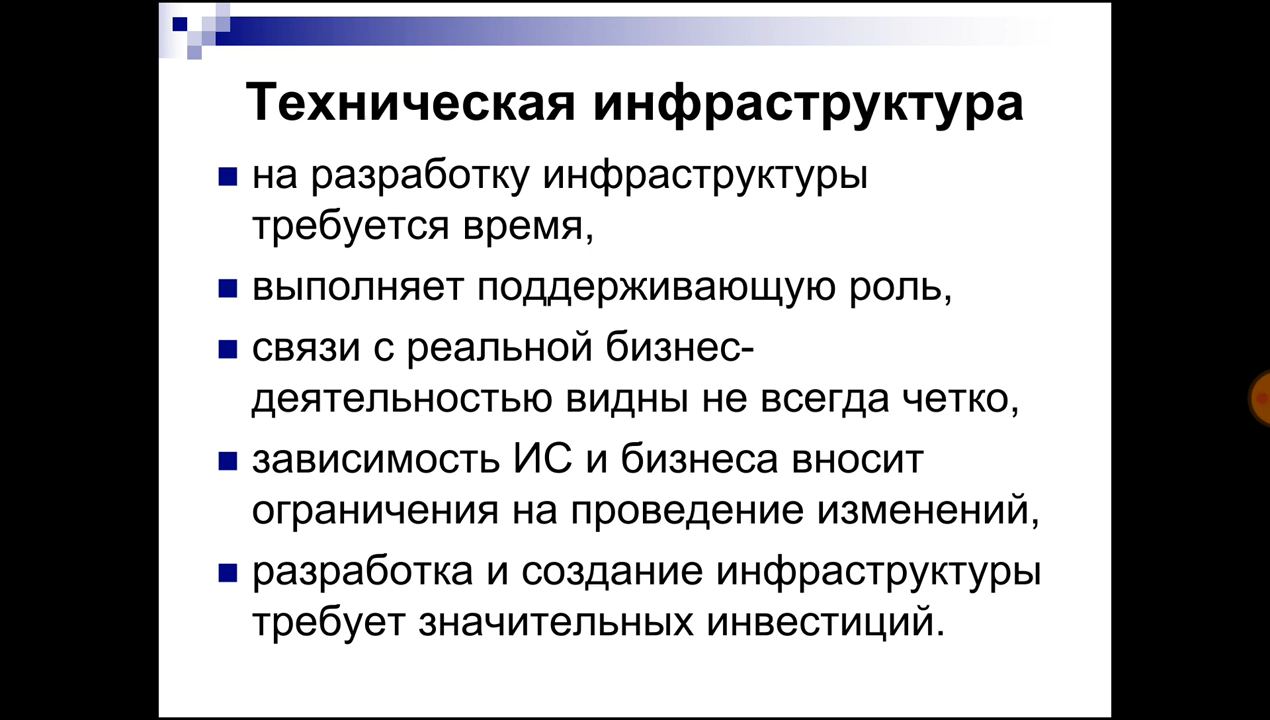 Техническая инфраструктура
на разработку инфраструктуры
требуется время,
выполняет поддерживающую роль,
связи с реальной бизнес-
деятельностью видны не всегда четко,
зависимость ИС и бизнеса вносит
ограничения на проведение изменений,
разработка и создание инфраструктуры
требует значительных инвестиций.